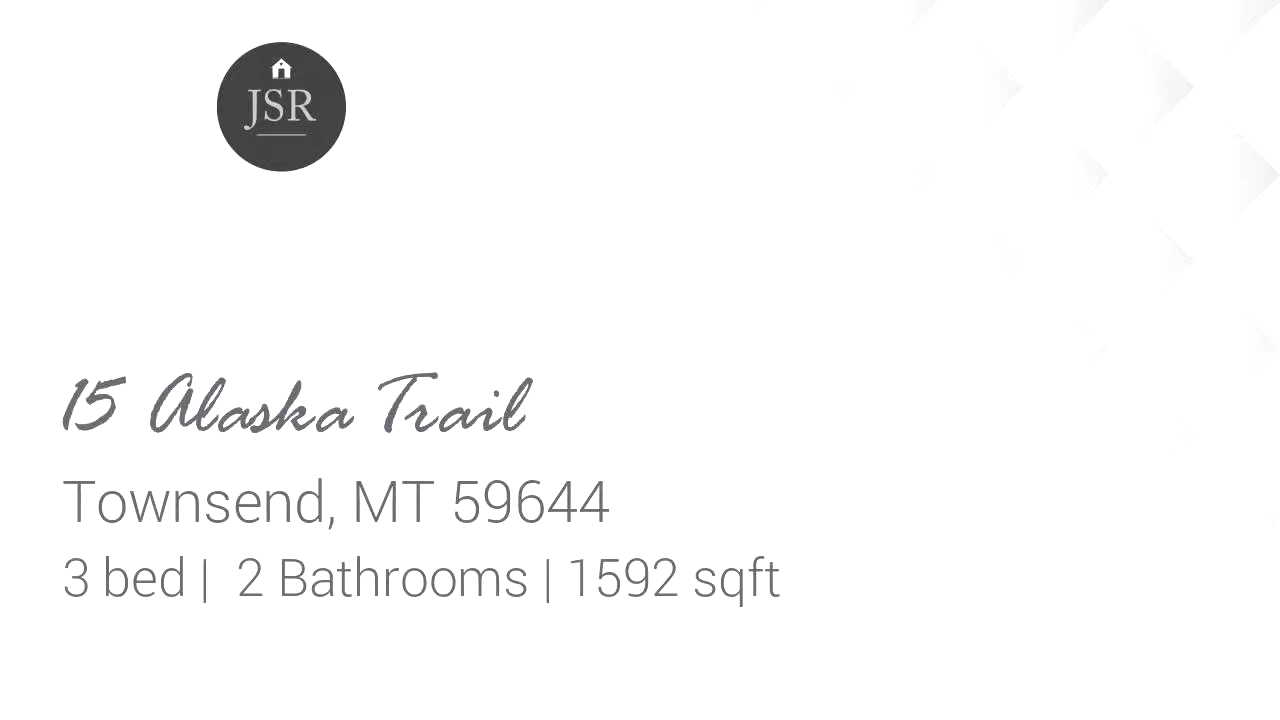 JSR
15 Alaska Trail
Townsend, MT 59644
3 bed | 2 Bathrooms | 1592 sqft